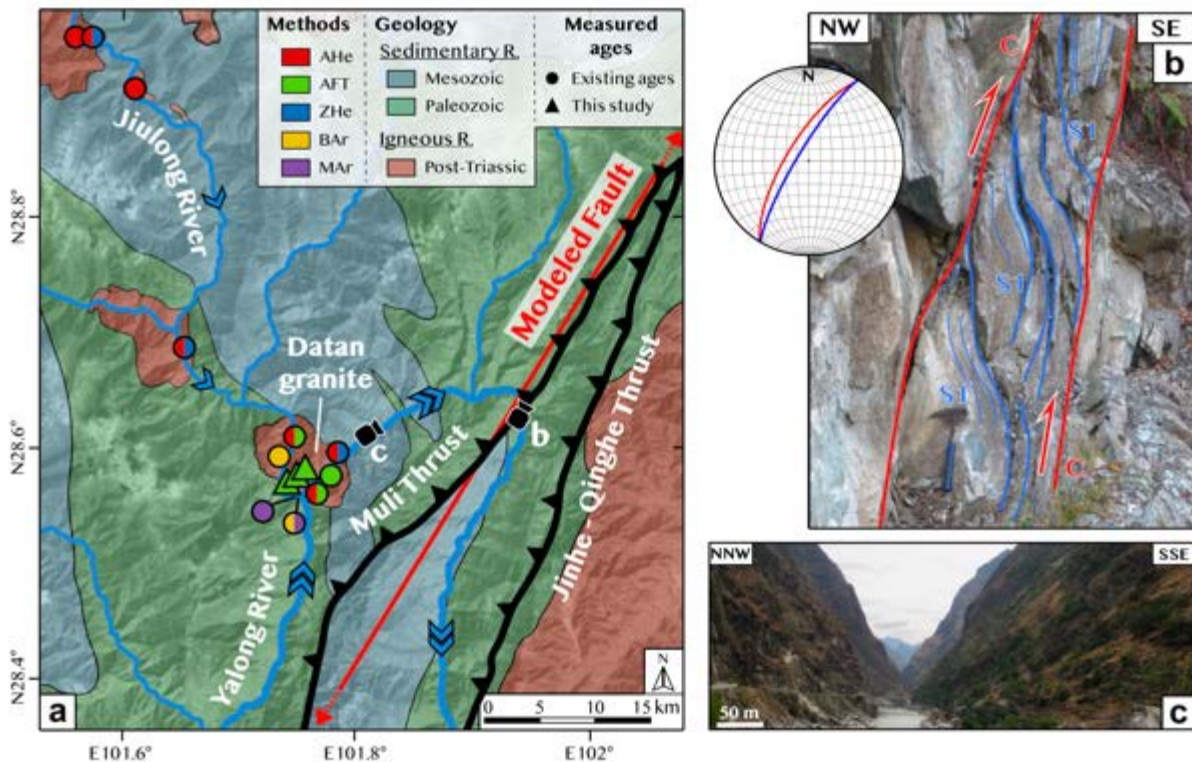 Methods
AHe
AFT
ZHe
BAr
MAr
Geology
Sedimentary R.
Mesozoic
Paleozoic
Igneous R.
Post-Triassic
Measured
ages
Existing ages
This study
Jiulong River
Modeled Fault
Datan
granite
c
b
Muli Thrust
Jinhe - Qinghe Thrust
Yalong River
N28.8°
N28.6°
N28.4°
E101.6°
E101.8°
E102°
N
0 5 10 15 km
a
NW
SE
b
N
C
S1
S1
S1
C
NNW
SSE
50 m
c